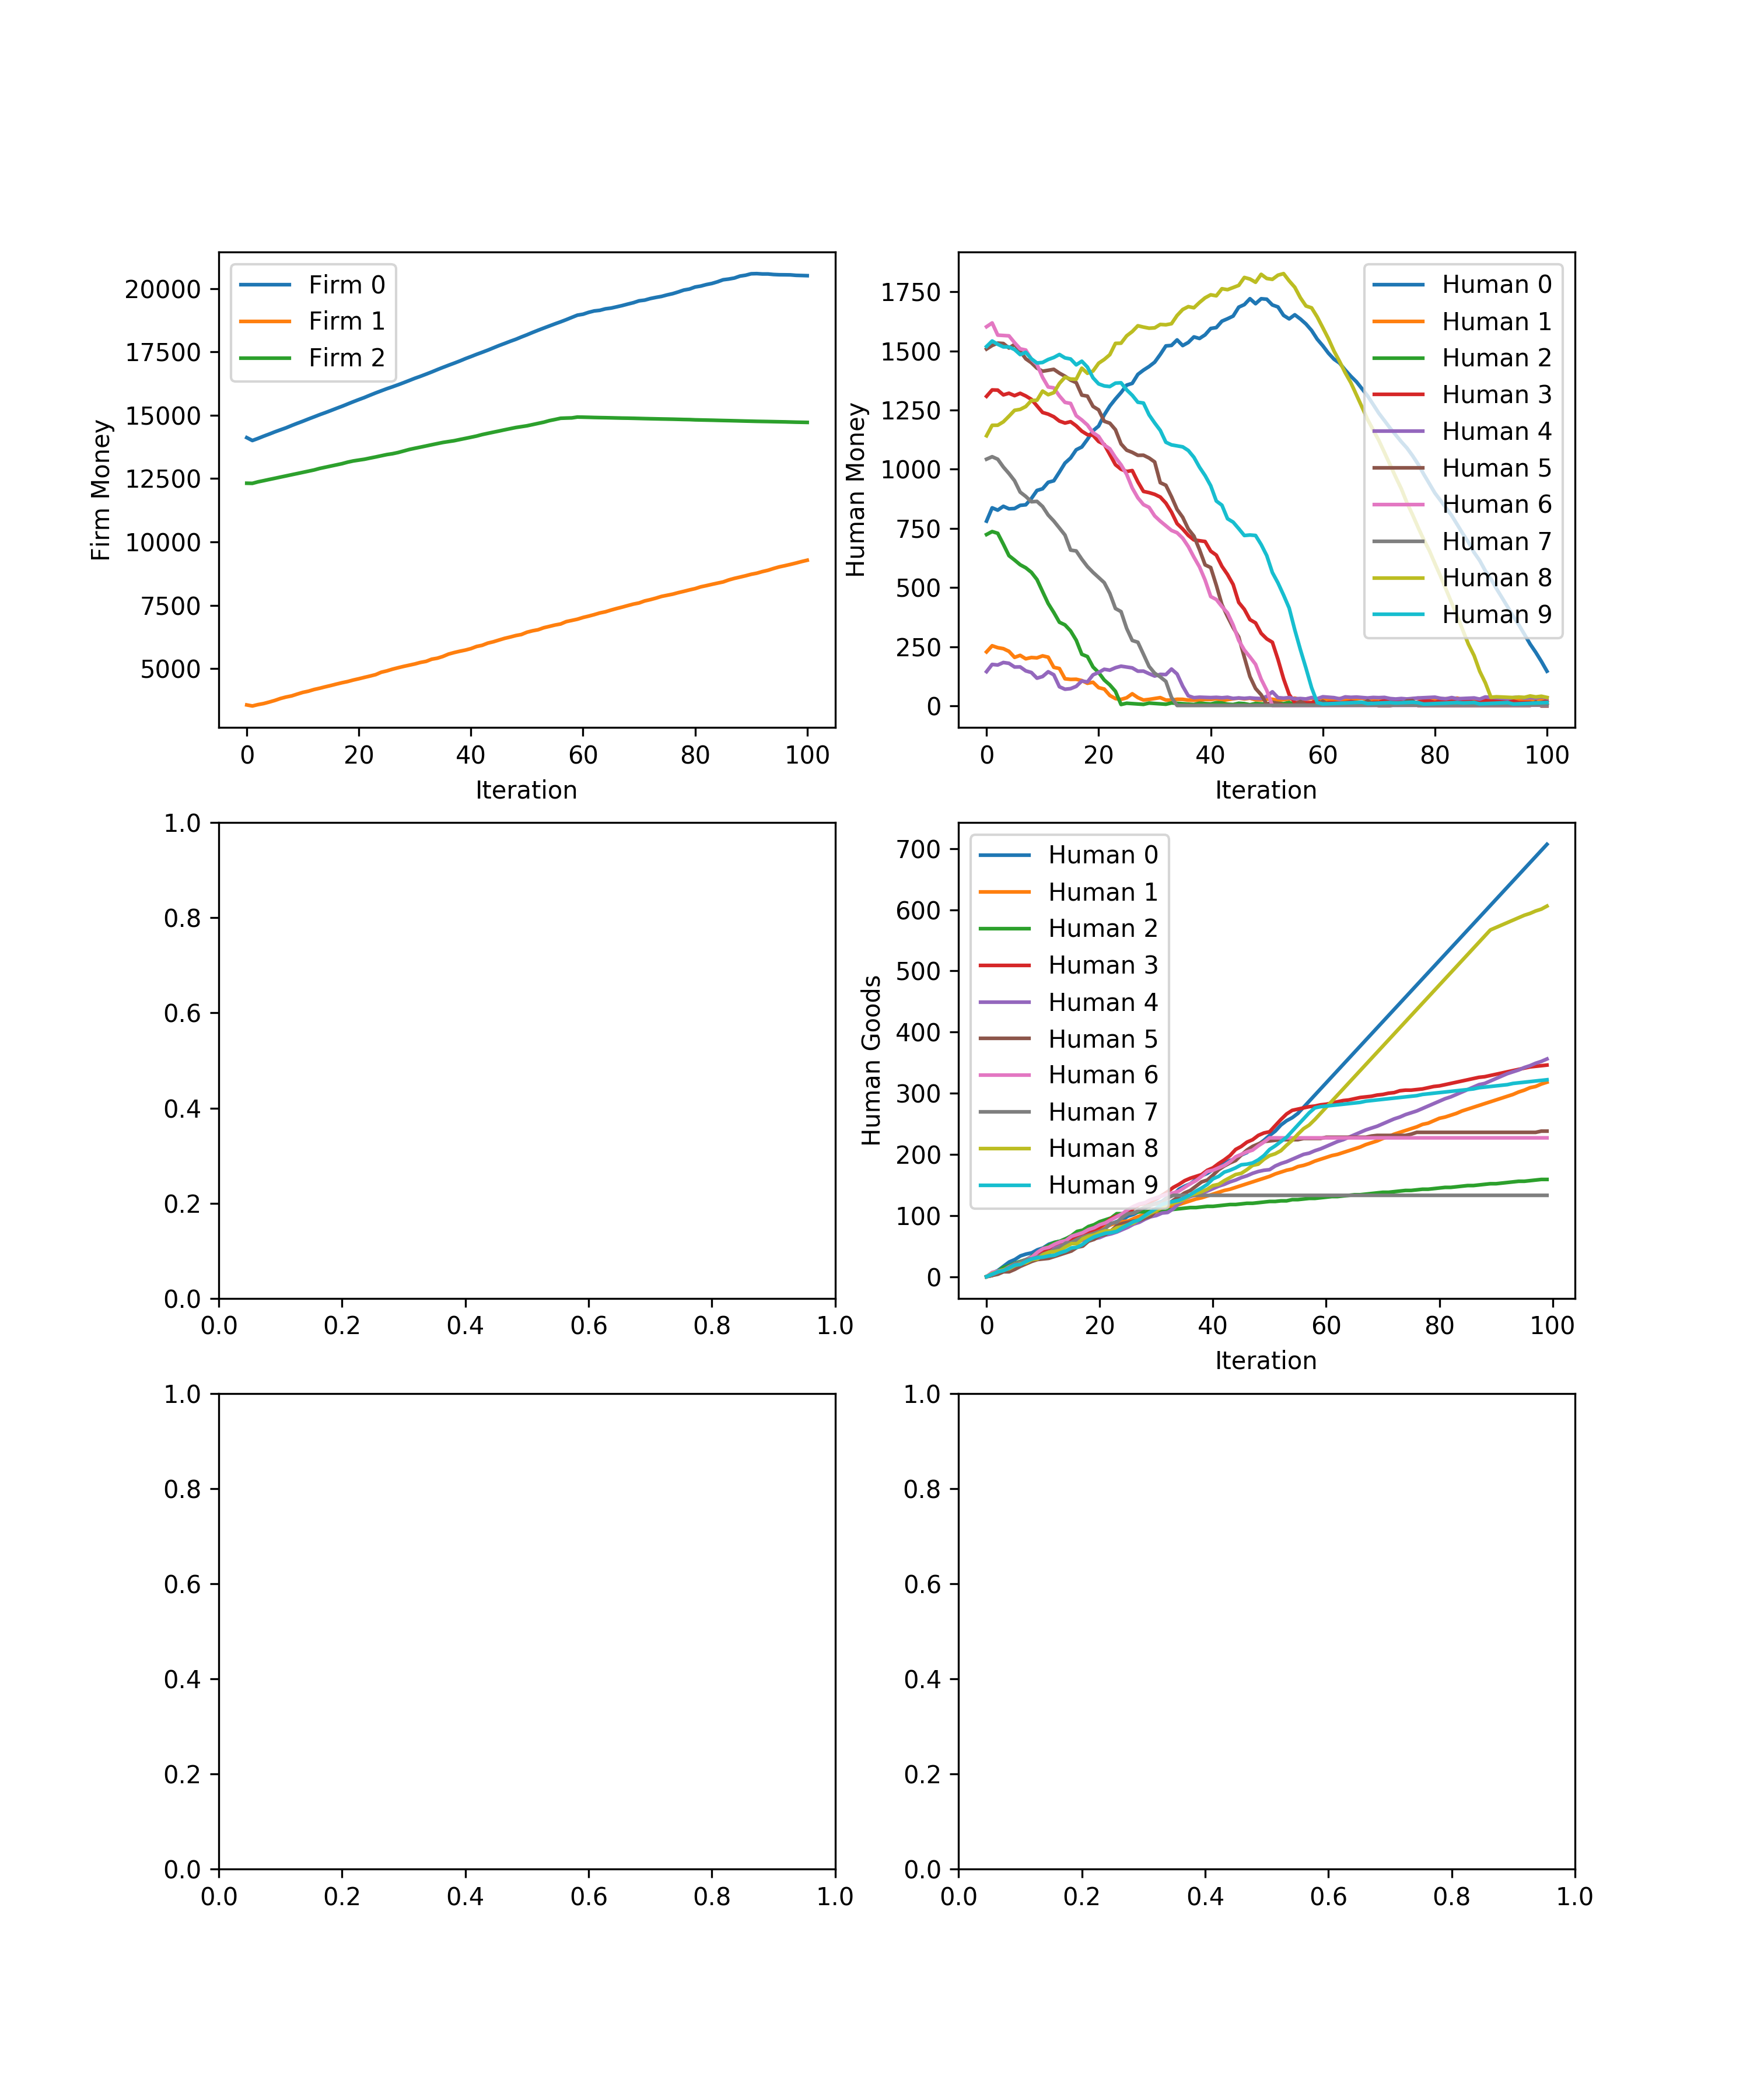 Firm Money
20000
17500
15000
12500
10000
7500
5000
Firm 0
Firm 1
Firm 2
0 20 40 60 80 100
Iteration
Human Money
1750
1500
1250
1000
750
500
250
0
Human 0
Human 1
Human 2
Human 3
Human 4
Human 5
Human 6
Human 7
Human 8
Human 9
0 20 40 60 80 100
Iteration
1.0
0.8
0.6
0.4
0.2
0.0
0.0 0.2 0.4 0.6 0.8 1.0
Human Goods
700
600
500
400
300
200
100
0
Human 0
Human 1
Human 2
Human 3
Human 4
Human 5
Human 6
Human 7
Human 8
Human 9
0 20 40 60 80 100
Iteration
1.0
0.8
0.6
0.4
0.2
0.0
0.0 0.2 0.4 0.6 0.8 1.0
1.0
0.8
0.6
0.4
0.2
0.0
0.0 0.2 0.4 0.6 0.8 1.0